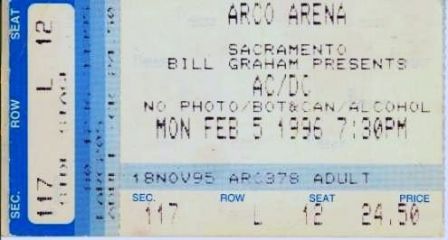 SEAT 12
ROW L
SEC. 117
ARCO ARENA
SACRAMENTO
BILL GRAHAM PRESENTS
AC/DC
NO PHOTO/BOT&CAN/ALCOHOL
MON FEB 5 1996 7:30PM
18NOV95 ADULT
SEC. ROW SEAT PRICE
117 L 12 24.50